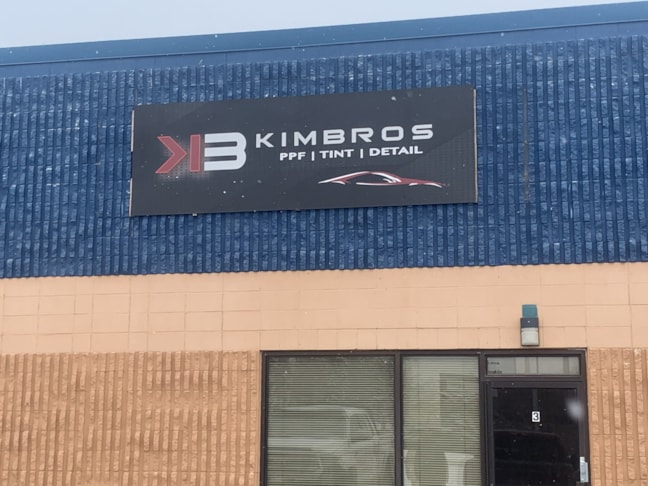 KB KIMBROS
PPF | TINT | DETAIL
3